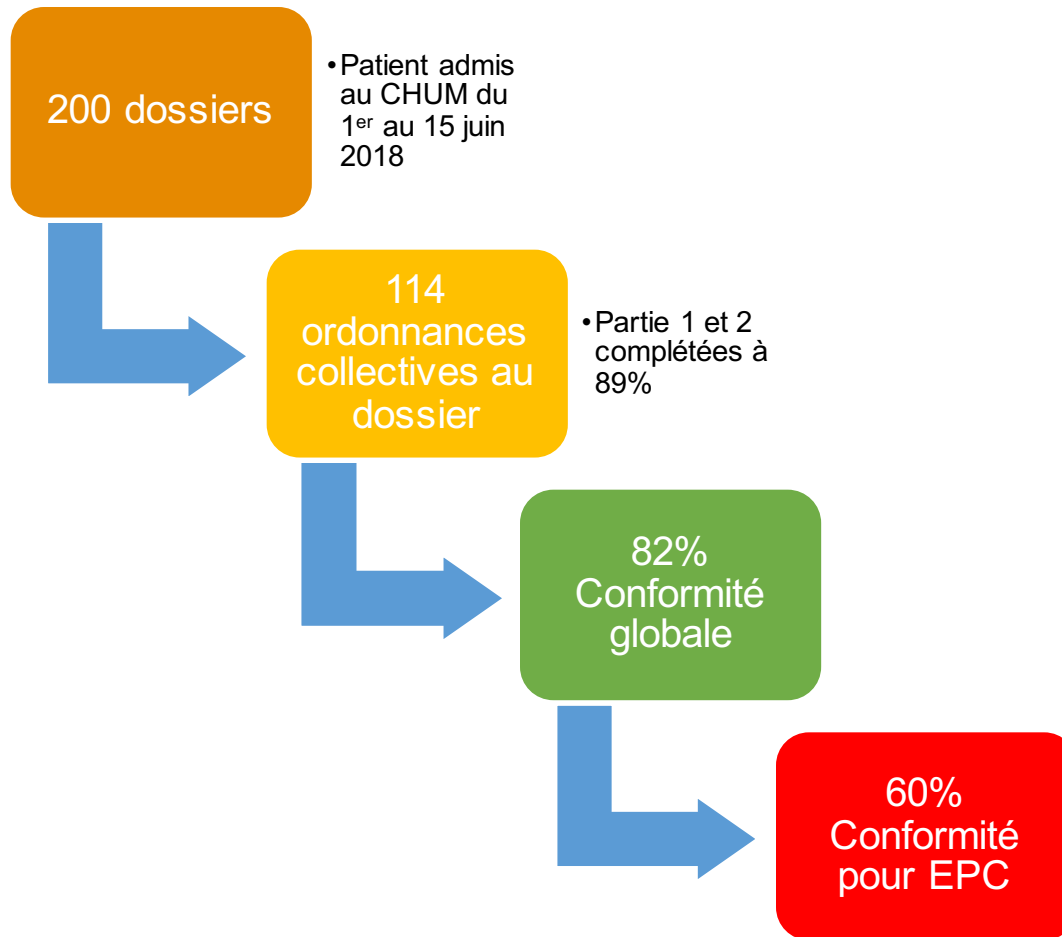 200 dossiers
•Patient admis
au CHUM du
1er au 15 juin
2018
114
ordonnances
collectives au
dossier
•Partie 1 et 2
complétées à
89%
82%
Conformité
globale
60%
Conformité
pour EPC